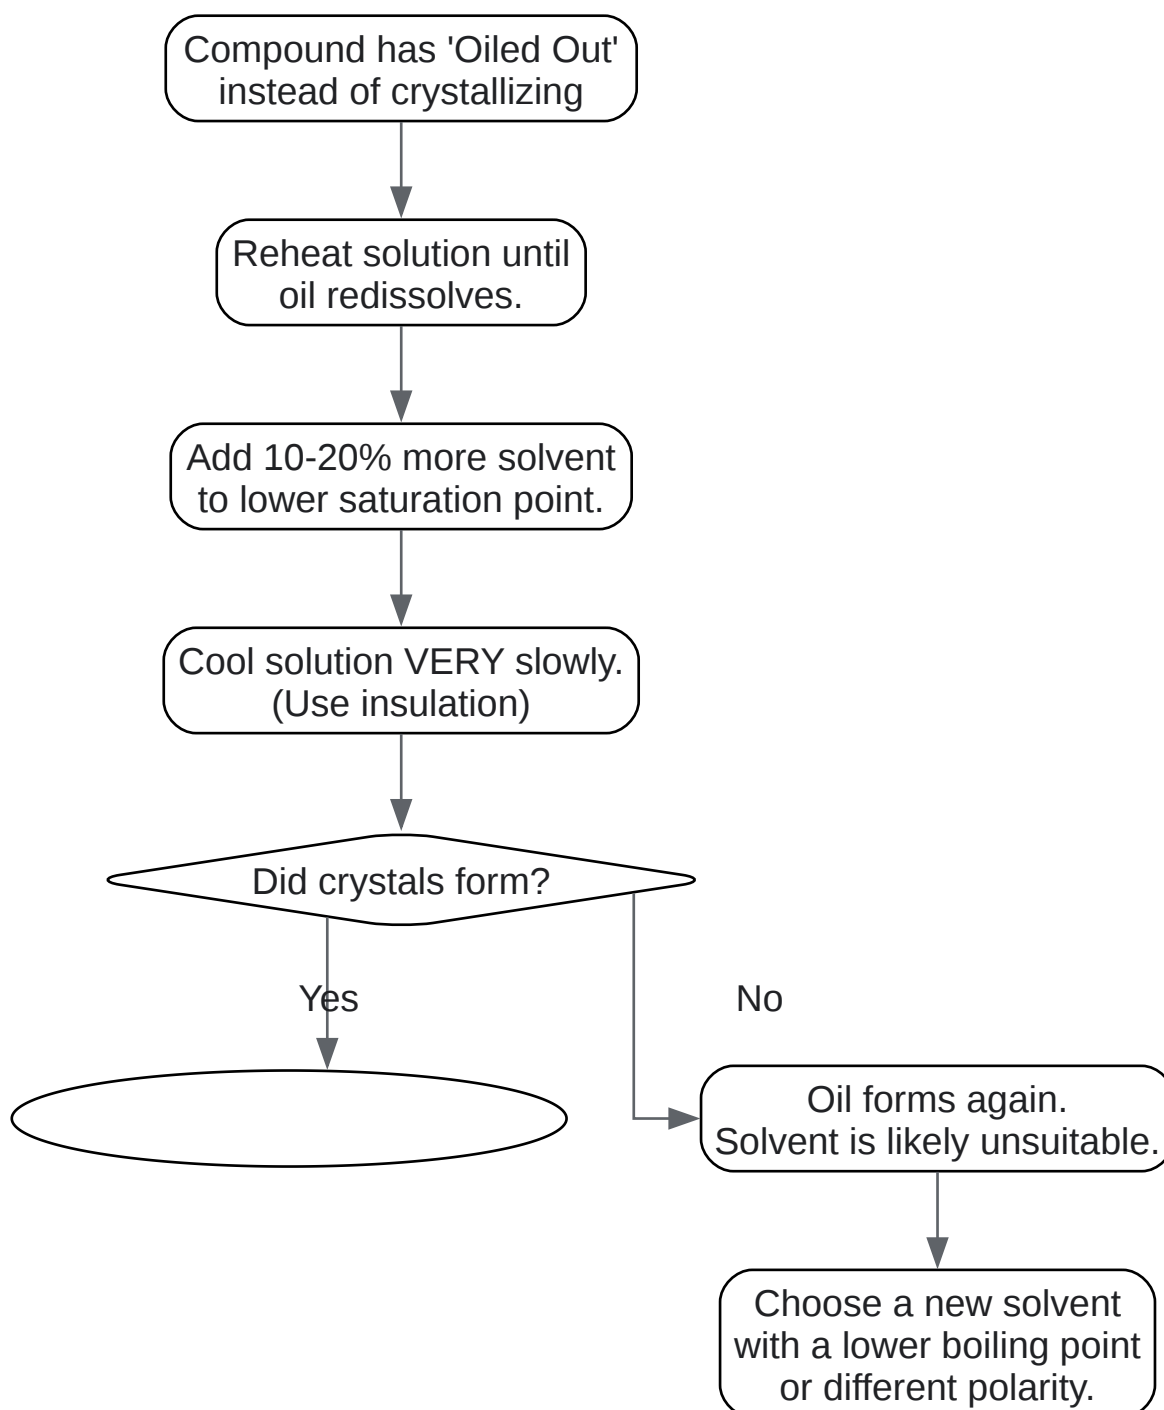 Compound has 'Oiled Out'
instead of crystallizing
Reheat solution until
oil redissolves.
Add 10-20% more solvent
to lower saturation point.
Cool solution VERY slowly.
(Use insulation)
Did crystals form?
Yes
No
Oil forms again.
Solvent is likely unsuitable.
Choose a new solvent
with a lower boiling point
or different polarity.